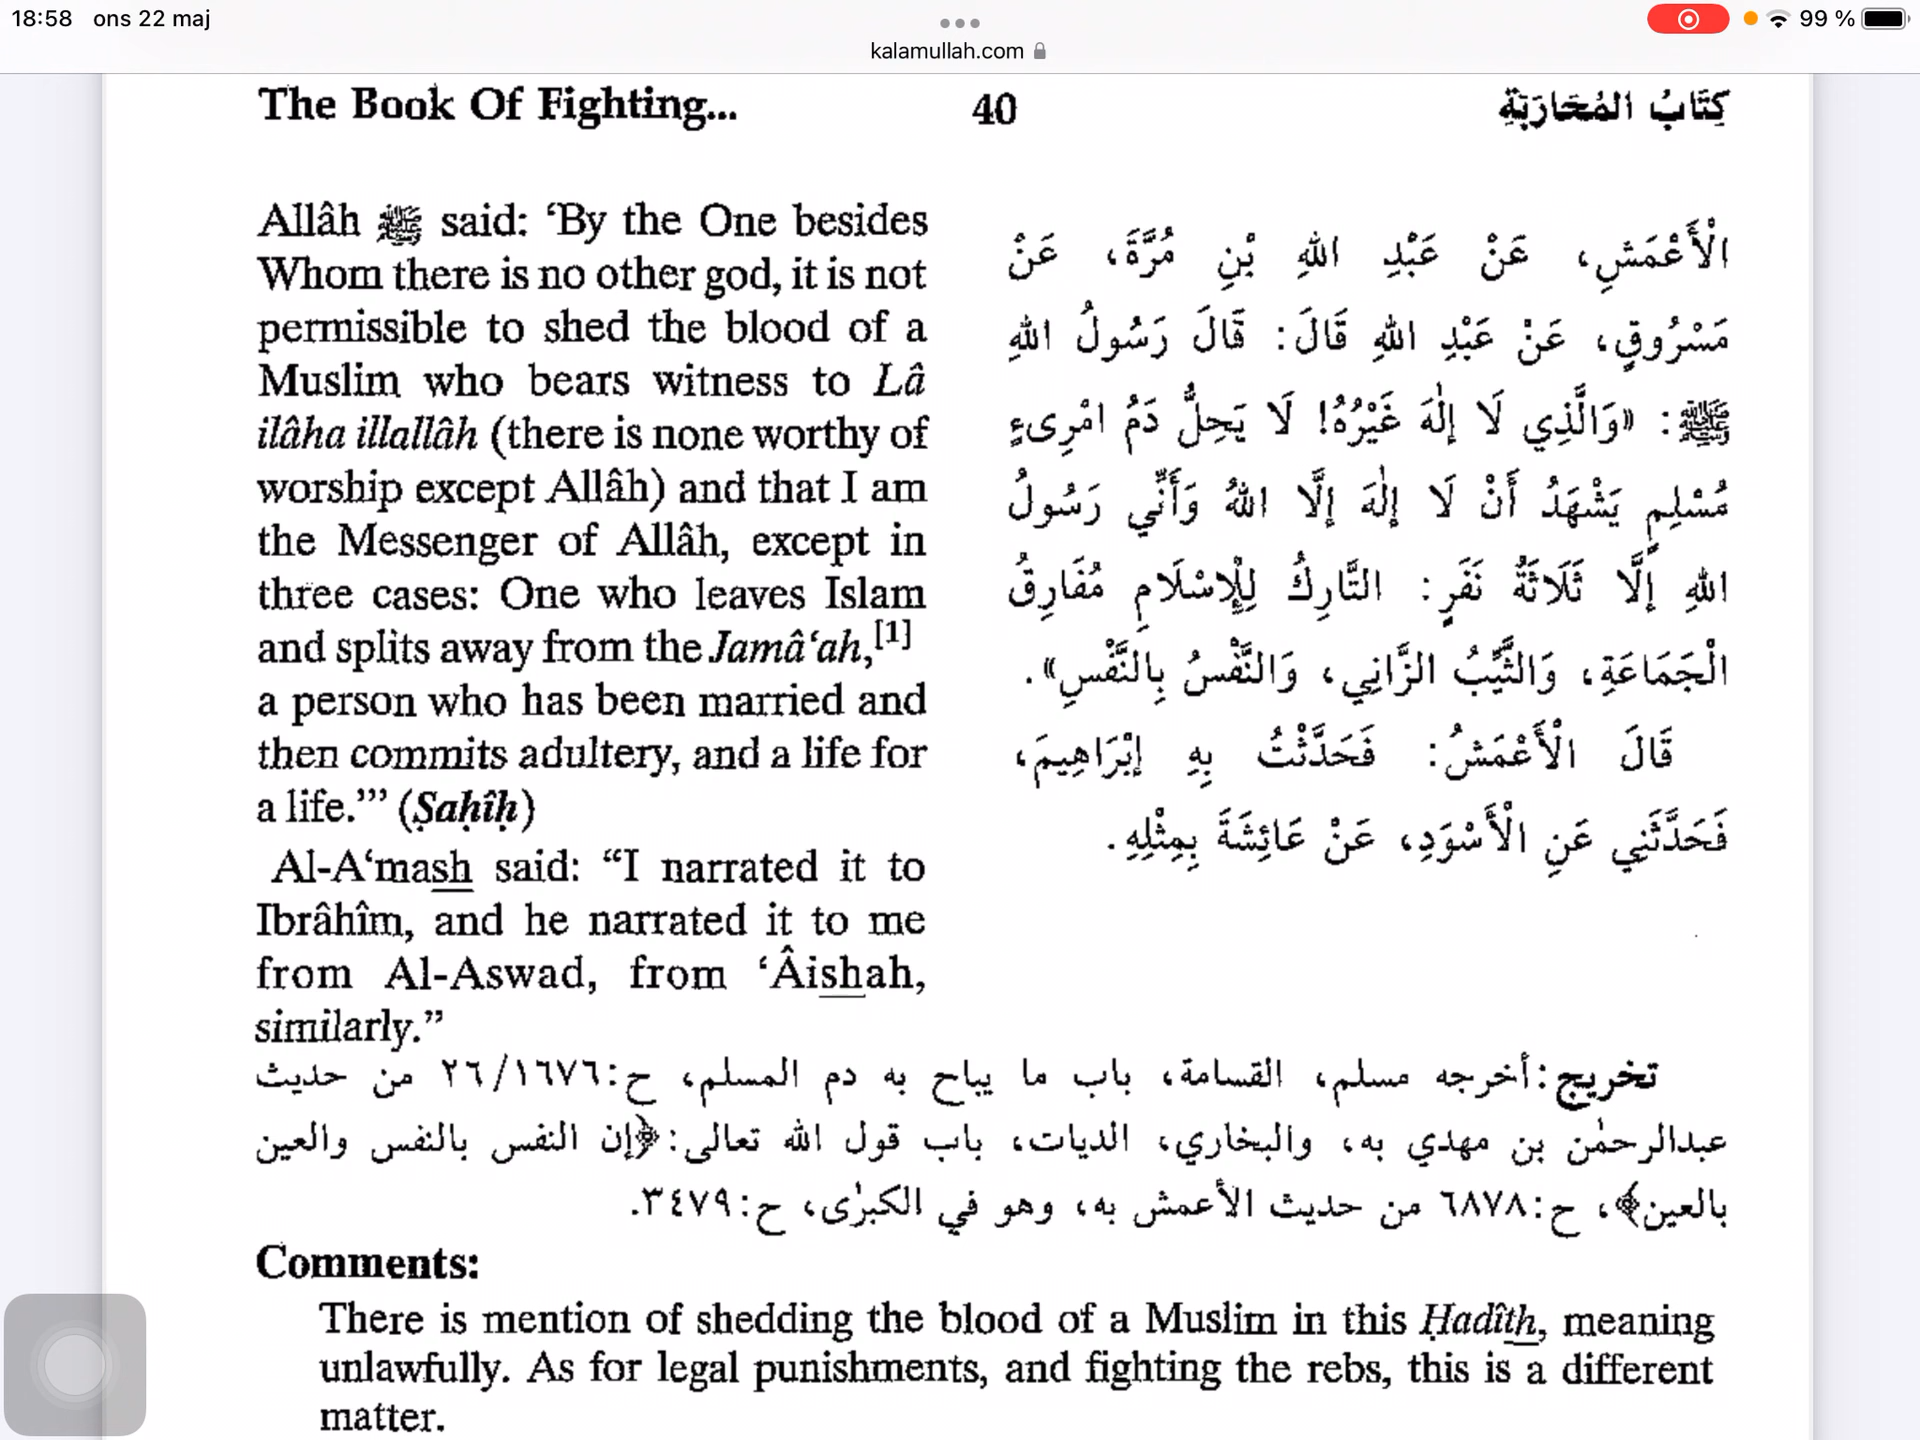 18:58 ons 22 maj
99 %
kalamullah.com
The Book Of Fighting...
40
كِتَابُ المُحَارَبَةِ
Allâh ﷺ said: ‘By the One besides
Whom there is no other god, it is not
permissible to shed the blood of a
Muslim who bears witness to Lâ
ilâha illallâh (there is none worthy of
worship except Allâh) and that I am
the Messenger of Allâh, except in
three cases: One who leaves Islam
and splits away from the Jamâ‘ah,[1]
a person who has been married and
then commits adultery, and a life for
a life.’” (Ṣaḥîḥ)
Al-A‘mash said: “I narrated it to
Ibrâhîm, and he narrated it to me
from Al-Aswad, from ‘Âishah,
similarly.”
الْأَعْمَشِ، عَنْ عَبْدِ اللهِ بْنِ مُرَّةَ، عَنْ
مَسْرُوقٍ، عَنْ عَبْدِ اللهِ قَالَ: قَالَ رَسُولُ اللهِ
ﷺ: «وَالَّذِي لَا إِلٰهَ غَيْرُهُ! لَا يَحِلُّ دَمُ امْرِىءٍ
مُسْلِمٍ يَشْهَدُ أَنْ لَا إِلٰهَ إِلَّا اللهُ وَأَنِّي رَسُولُ
اللهِ إِلَّا ثَلَاثَةُ نَفَرٍ: التَّارِكُ لِلْإِسْلَامِ مُفَارِقُ
الْجَمَاعَةِ، وَالثَّيِّبُ الزَّانِي، وَالنَّفْسُ بِالنَّفْسِ».
قَالَ الْأَعْمَشُ: فَحَدَّثْتُ بِهِ إِبْرَاهِيمَ،
فَحَدَّثَنِي عَنِ الْأَسْوَدِ، عَنْ عَائِشَةَ بِمِثْلِهِ.
تخريج: أخرجه مسلم، القسامة، باب ما يباح به دم المسلم، ح:١٦٧٦/ ٢٦ من حديث
عبدالرحمٰن بن مهدي به، والبخاري، الديات، باب قول الله تعالى: ﴿إن النفس بالنفس والعين
بالعين﴾، ح:٦٨٧٨ من حديث الأعمش به، وهو في الكبرٰى، ح:٣٤٧٩.
Comments:
There is mention of shedding the blood of a Muslim in this Ḥadîth, meaning
unlawfully. As for legal punishments, and fighting the rebs, this is a different
matter.